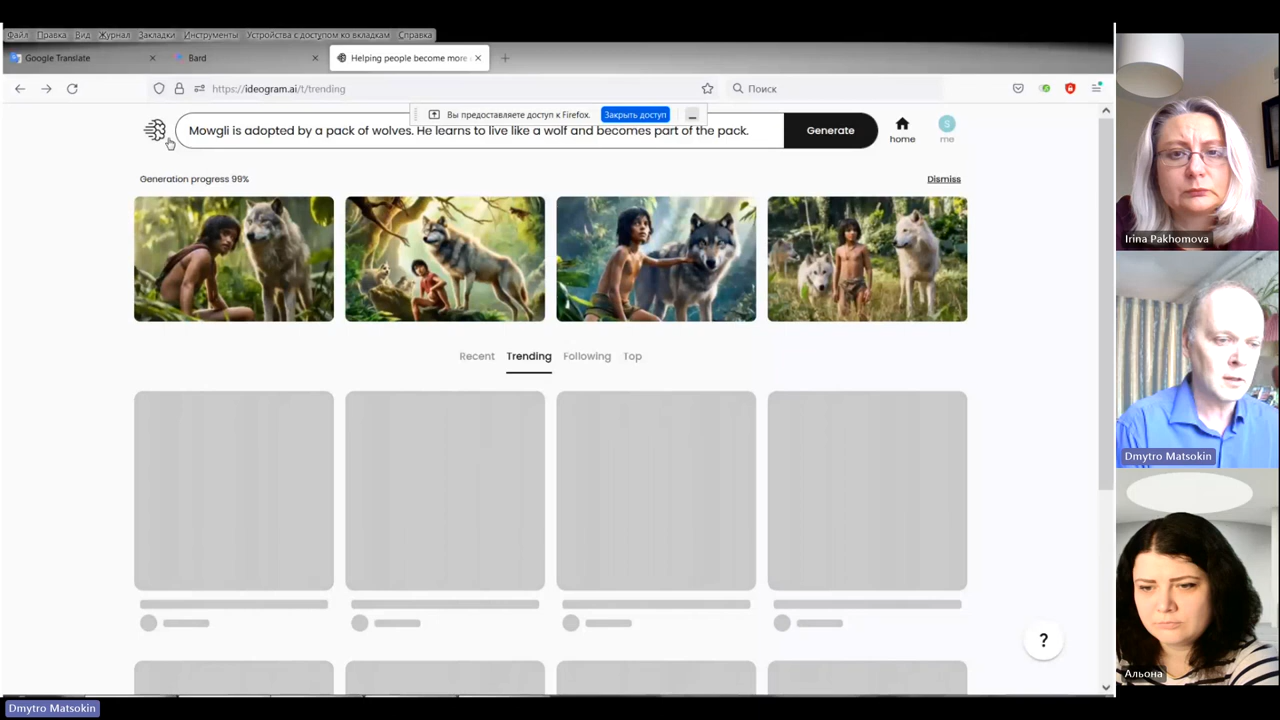 Файл Правка Вид Журнал Закладки Инструменты Устройства с доступом ко вкладкам Справка
Google Translate
Bard
Helping people become more
https://ideogram.ai/t/trending
Поиск
Вы предоставляете доступ к Firefox. Закрыть доступ
Mowgli is adopted by a pack of wolves. He learns to live like a wolf and becomes part of the pack.
Generate
home
S
me
Generation progress 99%
Dismiss
Recent Trending Following Top
?
Irina Pakhomova
Dmytro Matsokin
Альона
Dmytro Matsokin